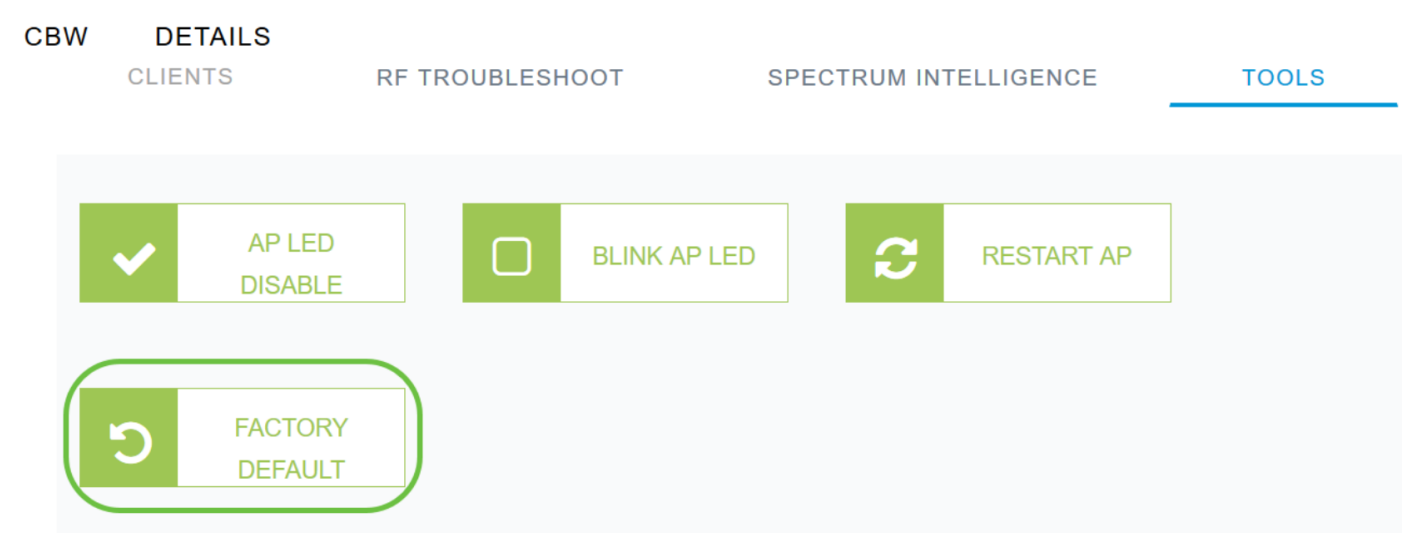 CBW DETAILS
CLIENTS RF TROUBLESHOOT SPECTRUM INTELLIGENCE TOOLS
AP LED
DISABLE
BLINK AP LED
RESTART AP
FACTORY
DEFAULT